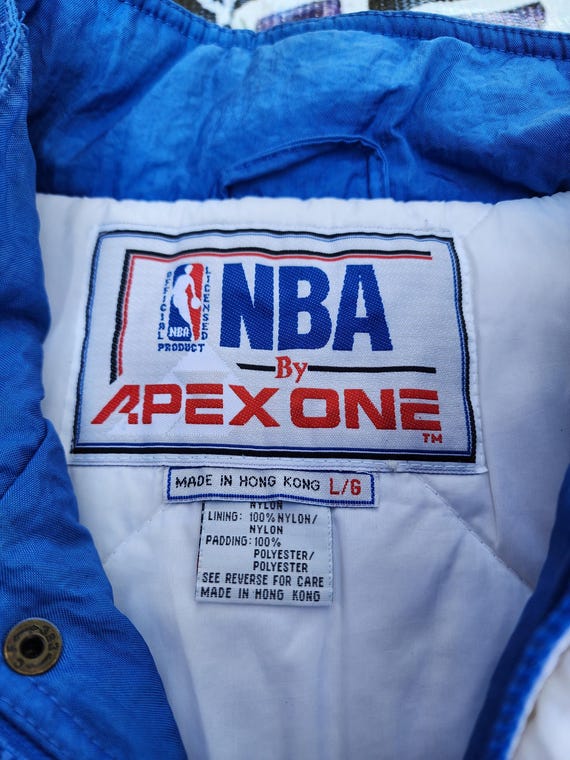 OFFICIAL
LICENSED
NBA
PRODUCT
NBA
By
APEX ONE
TM
MADE IN HONG KONG L/G
NYLON
LINING: 100% NYLON/
NYLON
PADDING: 100%
POLYESTER/
POLYESTER
SEE REVERSE FOR CARE
MADE IN HONG KONG